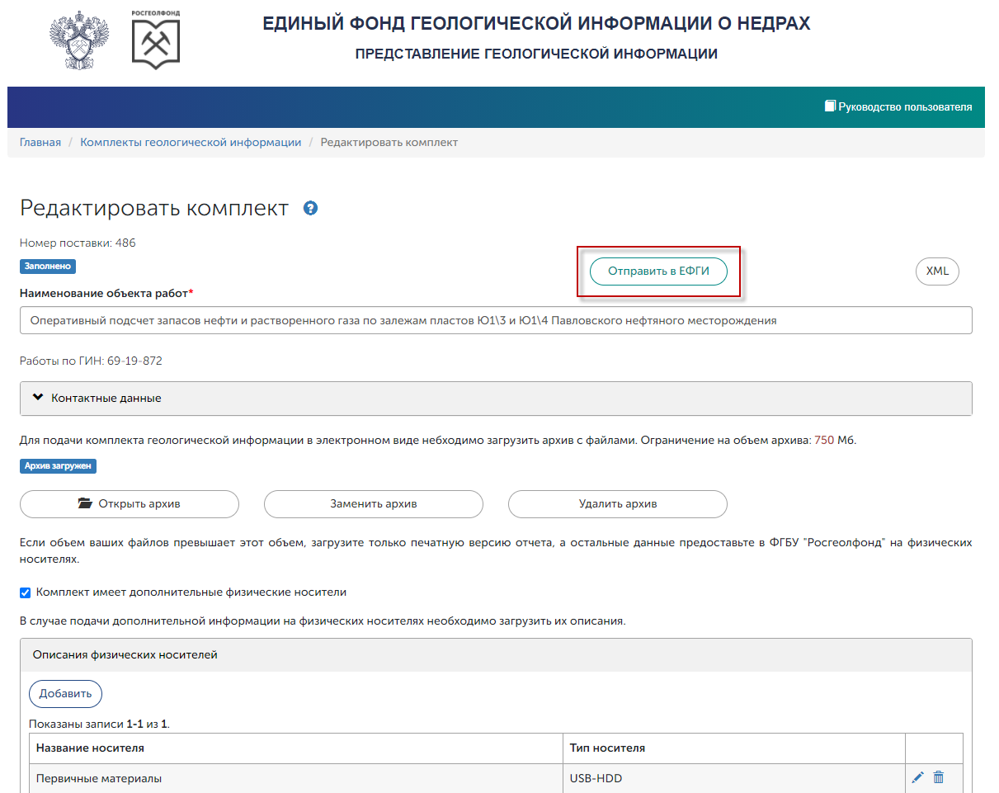 РОСГЕОЛФОНД
ЕДИНЫЙ ФОНД ГЕОЛОГИЧЕСКОЙ ИНФОРМАЦИИ О НЕДРАХ
ПРЕДСТАВЛЕНИЕ ГЕОЛОГИЧЕСКОЙ ИНФОРМАЦИИ
Руководство пользователя
Главная / Комплекты геологической информации / Редактировать комплект
Редактировать комплект ?
Номер поставки: 486
Заполнено
Отправить в ЕФГИ
XML
Наименование объекта работ*
Оперативный подсчет запасов нефти и растворенного газа по залежам пластов Ю1\3 и Ю1\4 Павловского нефтяного месторождения
Работы по ГИН: 69-19-872
Контактные данные
Для подачи комплекта геологической информации в электронном виде небходимо загрузить архив с файлами. Ограничение на объем архива: 750 Мб.
Архив загружен
Открыть архив Заменить архив Удалить архив
Если объем ваших файлов превышает этот объем, загрузите только печатную версию отчета, а остальные данные предоставьте в ФГБУ "Росгеолфонд" на физических
носителях.
Комплект имеет дополнительные физические носители
В случае подачи дополнительной информации на физических носителях необходимо загрузить их описания.
Описания физических носителей
Добавить
Показаны записи 1-1 из 1.
Название носителя Тип носителя
Первичные материалы USB-HDD